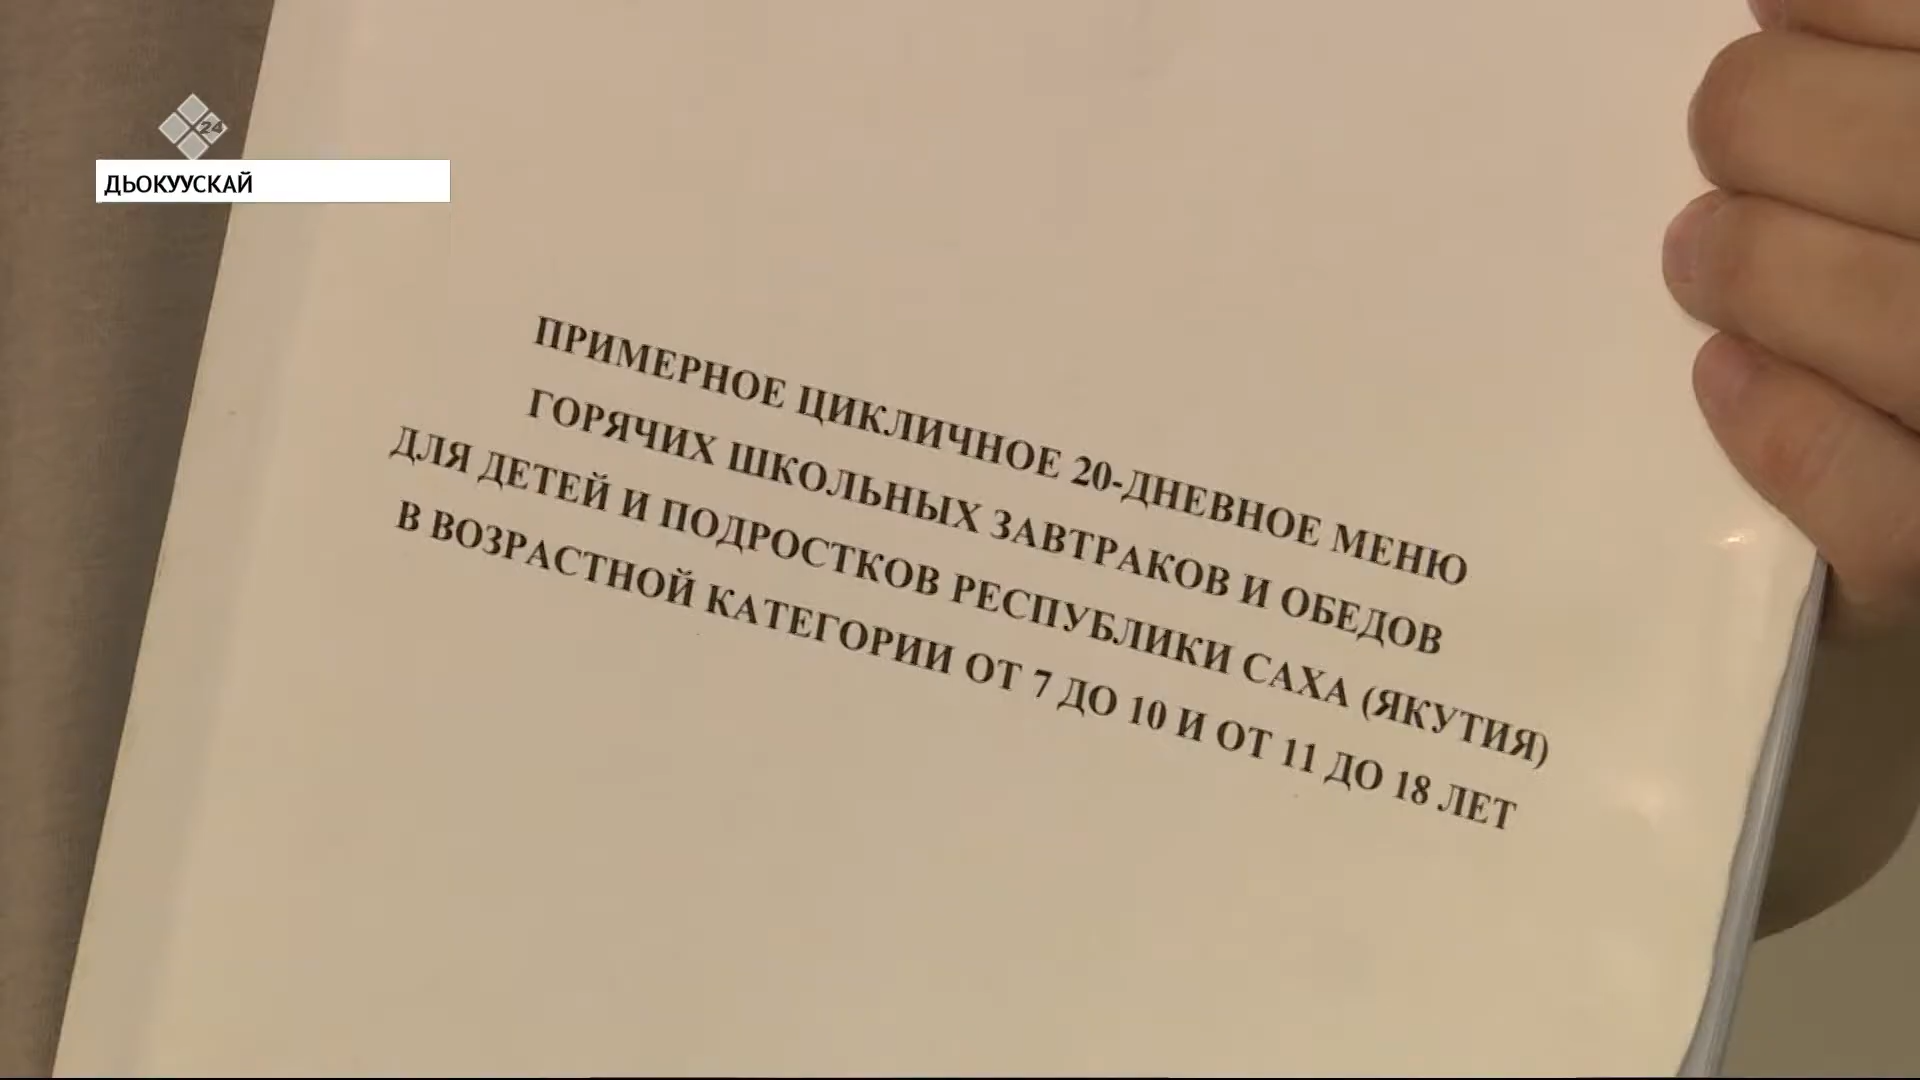 24
ДЬОКУУСКАЙ
ПРИМЕРНОЕ ЦИКЛИЧНОЕ 20-ДНЕВНОЕ МЕНЮ
ГОРЯЧИХ ШКОЛЬНЫХ ЗАВТРАКОВ И ОБЕДОВ
ДЛЯ ДЕТЕЙ И ПОДРОСТКОВ РЕСПУБЛИКИ САХА (ЯКУТИЯ)
В ВОЗРАСТНОЙ КАТЕГОРИИ ОТ 7 ДО 10 И ОТ 11 ДО 18 ЛЕТ